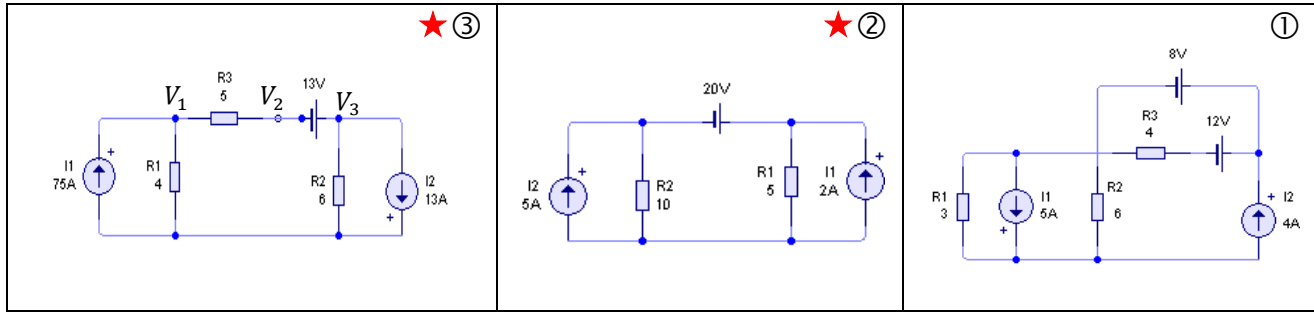 ★③
R3
5
13V
V₁
V₂
V₃
I1
75A
+
R1
4
R2
6
I2
13A
+
★②
20V
I2
5A
+
R2
10
R1
5
I1
2A
+
①
8V
R3
4
12V
R1
3
I1
5A
+
R2
6
I2
4A
+